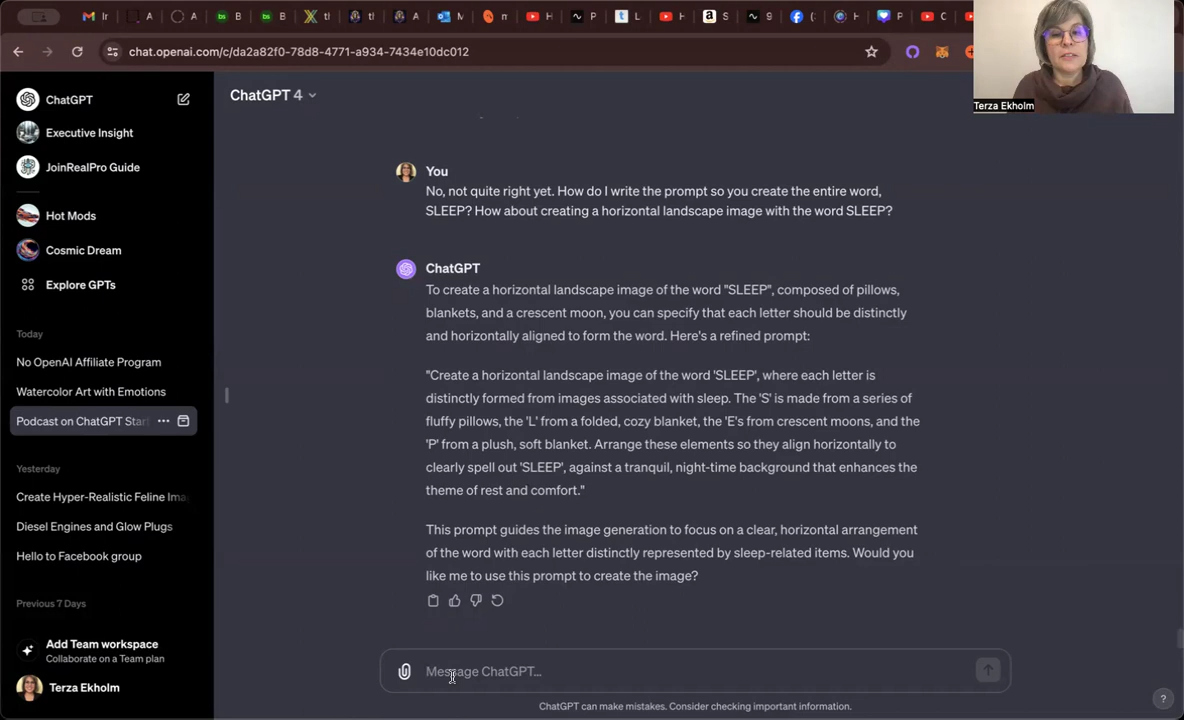 Ir
A
A
B
B
th
A
M
H
P
L
H
S
9
(
H
P
C
chat.openai.com/c/da2a82f0-78d8-4771-a934-7434e10dc012
Terza Ekholm
ChatGPT
Executive Insight
JoinRealPro Guide
Hot Mods
Cosmic Dream
Explore GPTs
Today
No OpenAI Affiliate Program
Watercolor Art with Emotions
Podcast on ChatGPT Star
Yesterday
Create Hyper-Realistic Feline Ima
Diesel Engines and Glow Plugs
Hello to Facebook group
Previous 7 Days
Add Team workspace
Collaborate on a Team plan
Terza Ekholm
ChatGPT 4
You
No, not quite right yet. How do I write the prompt so you create the entire word,
SLEEP? How about creating a horizontal landscape image with the word SLEEP?
ChatGPT
To create a horizontal landscape image of the word "SLEEP", composed of pillows,
blankets, and a crescent moon, you can specify that each letter should be distinctly
and horizontally aligned to form the word. Here's a refined prompt:
"Create a horizontal landscape image of the word 'SLEEP', where each letter is
distinctly formed from images associated with sleep. The 'S' is made from a series of
fluffy pillows, the 'L' from a folded, cozy blanket, the 'E's from crescent moons, and the
'P' from a plush, soft blanket. Arrange these elements so they align horizontally to
clearly spell out 'SLEEP', against a tranquil, night-time background that enhances the
theme of rest and comfort."
This prompt guides the image generation to focus on a clear, horizontal arrangement
of the word with each letter distinctly represented by sleep-related items. Would you
like me to use this prompt to create the image?
Message ChatGPT...
ChatGPT can make mistakes. Consider checking important information.
?